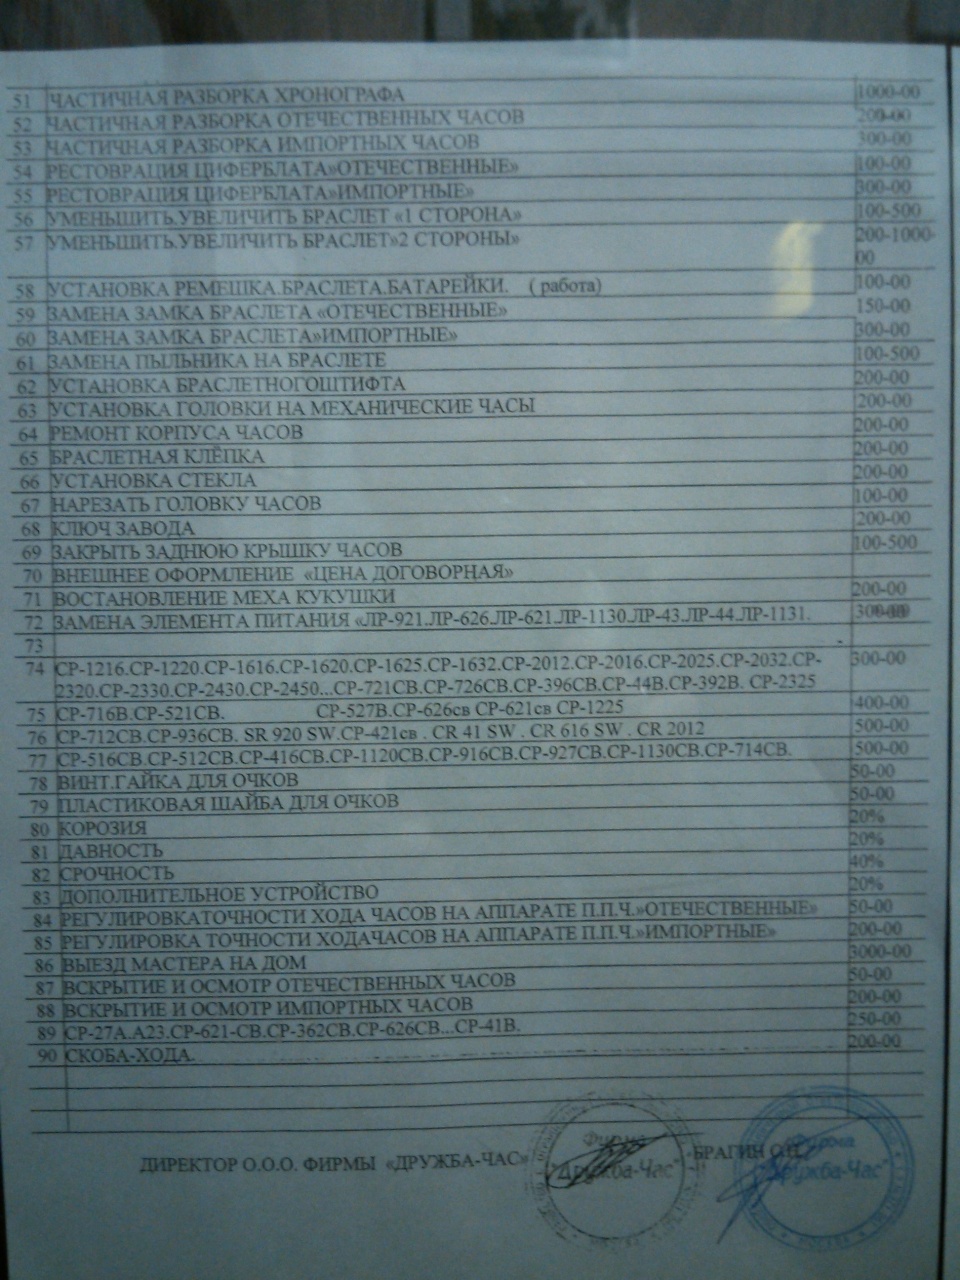 51 ЧАСТИЧНАЯ РАЗБОРКА ХРОНОГРАФА 1000-00
52 ЧАСТИЧНАЯ РАЗБОРКА ОТЕЧЕСТВЕННЫХ ЧАСОВ 200-00
53 ЧАСТИЧНАЯ РАЗБОРКА ИМПОРТНЫХ ЧАСОВ 300-00
54 РЕСТОВРАЦИЯ ЦИФЕРБЛАТА»ОТЕЧЕСТВЕННЫЕ» 100-00
55 РЕСТОВРАЦИЯ ЦИФЕРБЛАТА»ИМПОРТНЫЕ» 300-00
56 УМЕНЬШИТЬ.УВЕЛИЧИТЬ БРАСЛЕТ «1 СТОРОНА» 100-500
57 УМЕНЬШИТЬ.УВЕЛИЧИТЬ БРАСЛЕТ»2 СТОРОНЫ» 200-1000-
00
58 УСТАНОВКА РЕМЕШКА.БРАСЛЕТА.БАТАРЕЙКИ. ( работа) 100-00
59 ЗАМЕНА ЗАМКА БРАСЛЕТА «ОТЕЧЕСТВЕННЫЕ» 150-00
60 ЗАМЕНА ЗАМКА БРАСЛЕТА»ИМПОРТНЫЕ» 300-00
61 ЗАМЕНА ПЫЛЬНИКА НА БРАСЛЕТЕ 100-500
62 УСТАНОВКА БРАСЛЕТНОГОШТИФТА 200-00
63 УСТАНОВКА ГОЛОВКИ НА МЕХАНИЧЕСКИЕ ЧАСЫ 200-00
64 РЕМОНТ КОРПУСА ЧАСОВ 200-00
65 БРАСЛЕТНАЯ КЛЁПКА 200-00
66 УСТАНОВКА СТЕКЛА 200-00
67 НАРЕЗАТЬ ГОЛОВКУ ЧАСОВ 100-00
68 КЛЮЧ ЗАВОДА 200-00
69 ЗАКРЫТЬ ЗАДНЮЮ КРЫШКУ ЧАСОВ 100-500
70 ВНЕШНЕЕ ОФОРМЛЕНИЕ «ЦЕНА ДОГОВОРНАЯ»
71 ВОСТАНОВЛЕНИЕ МЕХА КУКУШКИ 200-00
72 ЗАМЕНА ЭЛЕМЕНТА ПИТАНИЯ «ЛР-921.ЛР-626.ЛР-621.ЛР-1130.ЛР-43.ЛР-44.ЛР-1131. 300-00
73 -
74 СР-1216.СР-1220.СР-1616.СР-1620.СР-1625.СР-1632.СР-2012.СР-2016.СР-2025.СР-2032.СР- 300-00
2320.СР-2330.СР-2430.СР-2450...СР-721СВ.СР-726СВ.СР-396СВ.СР-44В.СР-392В. СР-2325
75 СР-716В.СР-521СВ. СР-527В.СР-626св СР-621св СР-1225 400-00
76 СР-712СВ.СР-936СВ. SR 920 SW.СР-421св . CR 41 SW . CR 616 SW . CR 2012 500-00
77 СР-516СВ.СР-512СВ.СР-416СВ.СР-1120СВ.СР-916СВ.СР-927СВ.СР-1130СВ.СР-714СВ. 500-00
78 ВИНТ.ГАЙКА ДЛЯ ОЧКОВ 50-00
79 ПЛАСТИКОВАЯ ШАЙБА ДЛЯ ОЧКОВ 50-00
80 КОРОЗИЯ 20%
81 ДАВНОСТЬ 20%
82 СРОЧНОСТЬ 40%
83 ДОПОЛНИТЕЛЬНОЕ УСТРОЙСТВО 20%
84 РЕГУЛИРОВКАТОЧНОСТИ ХОДА ЧАСОВ НА АППАРАТЕ П.П.Ч.»ОТЕЧЕСТВЕННЫЕ» 50-00
85 РЕГУЛИРОВКА ТОЧНОСТИ ХОДАЧАСОВ НА АППАРАТЕ П.П.Ч.»ИМПОРТНЫЕ» 200-00
86 ВЫЕЗД МАСТЕРА НА ДОМ 3000-00
87 ВСКРЫТИЕ И ОСМОТР ОТЕЧЕСТВЕННЫХ ЧАСОВ 50-00
88 ВСКРЫТИЕ И ОСМОТР ИМПОРТНЫХ ЧАСОВ 200-00
89 СР-27А.А23.СР-621-СВ.СР-362СВ.СР-626СВ...СР-41В. 250-00
90 СКОБА-ХОДА. 200-00
ДИРЕКТОР О.О.О. ФИРМЫ «ДРУЖБА-ЧАС» -БРАГИН
Фирма
"Дружба-Час"
Фирма
"Дружба-Час"